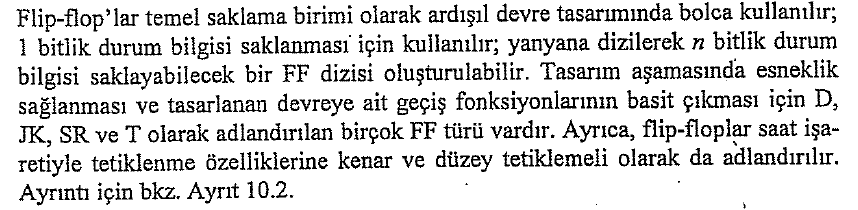 Flip-flop'lar temel saklama birimi olarak ardışıl devre tasarımında bolca kullanılır;
1 bitlik durum bilgisi saklanması için kullanılır; yanyana dizilerek n bitlik durum
bilgisi saklayabilecek bir FF dizisi oluşturulabilir. Tasarım aşamasında esneklik
sağlanması ve tasarlanan devreye ait geçiş fonksiyonlarının basit çıkması için D,
JK, SR ve T olarak adlandırılan birçok FF türü vardır. Ayrıca, flip-floplar saat işa-
retiyle tetiklenme özelliklerine kenar ve düzey tetiklemeli olarak da adlandırılır.
Ayrıntı için bkz. Ayrıt 10.2.